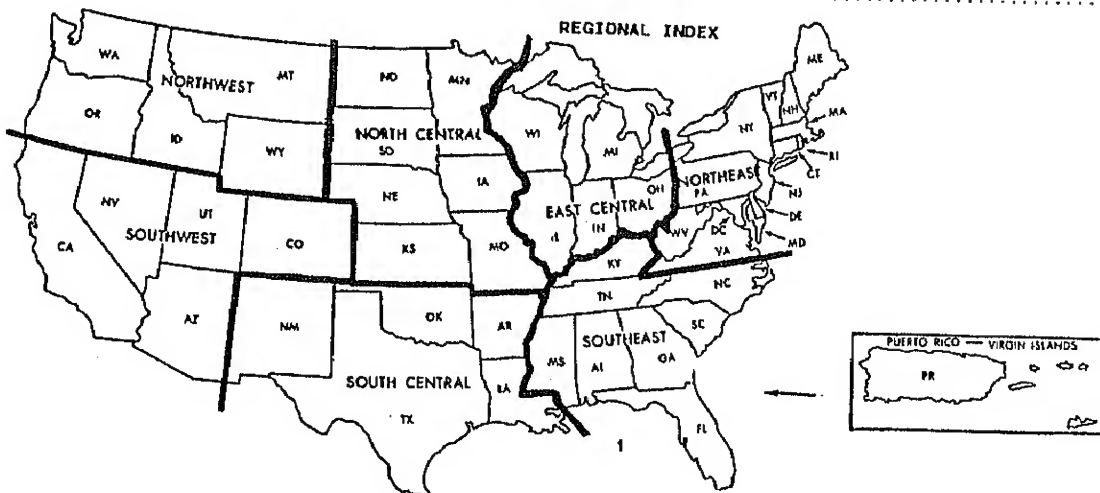 REGIONAL INDEX
WA
MT
ND
MN
ME
NORTHWEST
VT
NH
MA
OR
ID
WY
NORTH CENTRAL
SD
WI
MI
NY
RI
CT
NE
IA
NORTHEAST
PA
OH
NJ
NV
UT
EAST CENTRAL
DE
SOUTHWEST
CO
KS
MO
IL
IN
WV
DC
MD
CA
KY
VA
TN
NC
AZ
NM
OK
AR
SC
SOUTHEAST
MS
AL
GA
PUERTO RICO — VIRGIN ISLANDS
PR
SOUTH CENTRAL
LA
TX
FL
1